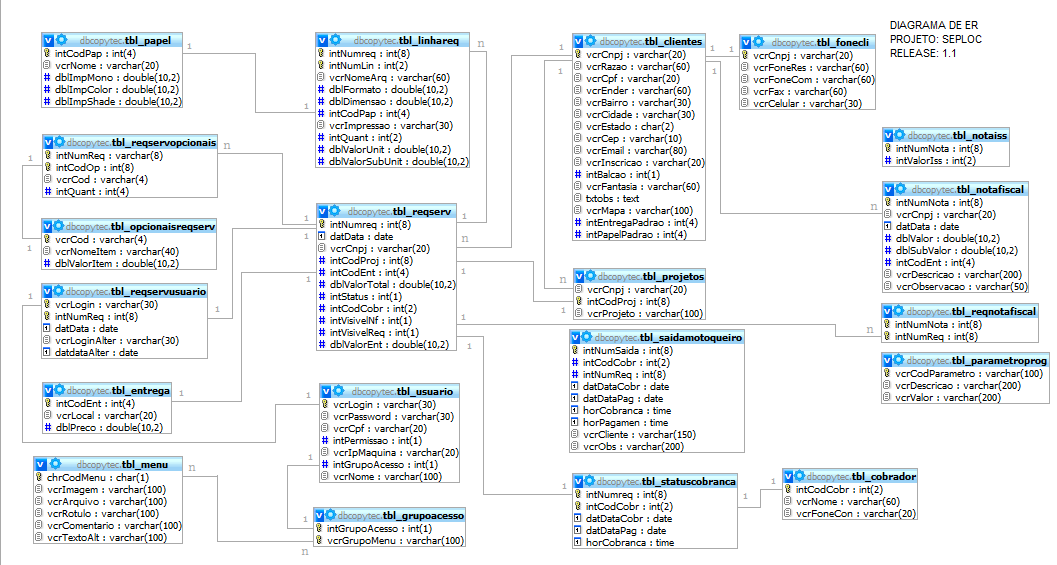 DIAGRAMA DE ER
PROJETO: SEPLOC
RELEASE: 1.1
dbcopytec.tbl_papel
intCodPap : int(4)
vcrNome : varchar(20)
dblImpMono : double(10,2)
dblImpColor : double(10,2)
dblImpShade : double(10,2)
dbcopytec.tbl_linhareq
intNumreq : int(8)
intNumLin : int(2)
vcrNomeArq : varchar(60)
dblFormato : double(10,2)
dblDimensao : double(10,2)
intCodPap : int(4)
vcrImpressao : varchar(30)
intQuant : int(2)
dblValorUnit : double(10,2)
dblValorSubUnit : double(10,2)
dbcopytec.tbl_clientes
vcrCnpj : varchar(20)
vcrRazao : varchar(60)
vcrCpf : varchar(20)
vcrEnder : varchar(60)
vcrBairro : varchar(30)
vcrCidade : varchar(30)
vcrEstado : char(2)
vcrCep : varchar(10)
vcrEmail : varchar(80)
vcrInscricao : varchar(20)
intBalcao : int(1)
vcrFantasia : varchar(60)
txtobs : text
vcrMapa : varchar(100)
intEntregaPadrao : int(4)
intPapelPadrao : int(4)
dbcopytec.tbl_fonecli
vcrCnpj : varchar(20)
vcrFoneRes : varchar(60)
vcrFoneCom : varchar(60)
vcrFax : varchar(60)
vcrCelular : varchar(30)
dbcopytec.tbl_notaiss
intNumNota : int(8)
intValorIss : int(2)
dbcopytec.tbl_reqservopcionais
intNumReq : varchar(8)
intCodOp : int(8)
vcrCod : varchar(4)
intQuant : int(4)
dbcopytec.tbl_notafiscal
intNumNota : int(8)
vcrCnpj : varchar(20)
datData : date
dblValor : double(10,2)
dblSubValor : double(10,2)
intCodEnt : int(4)
vcrDescricao : varchar(200)
vcrObservacao : varchar(50)
dbcopytec.tbl_reqserv
intNumreq : int(8)
datData : date
vcrCnpj : varchar(20)
intCodProj : int(8)
intCodEnt : int(4)
dblValorTotal : double(10,2)
intStatus : int(1)
intCodCobr : int(2)
intVisivelNf : int(1)
intVisivelReq : int(1)
dblValorEnt : double(10,2)
dbcopytec.tbl_opcionaisreqserv
vcrCod : varchar(4)
vcrNomeItem : varchar(40)
dblValorItem : double(10,2)
dbcopytec.tbl_projetos
vcrCnpj : varchar(20)
intCodProj : int(8)
vcrProjeto : varchar(100)
dbcopytec.tbl_reqservusuario
vcrLogin : varchar(30)
intNumReq : int(8)
datData : date
vcrLoginAlter : varchar(30)
datdataAlter : date
dbcopytec.tbl_reqnotafiscal
intNumNota : int(8)
intNumReq : int(8)
dbcopytec.tbl_saidamotoqueiro
intNumSaida : int(8)
intCodCobr : int(2)
intNumReq : int(8)
datDataCobr : date
datDataPag : date
horCobranca : time
horPagamen : time
vcrCliente : varchar(150)
vcrObs : varchar(200)
dbcopytec.tbl_parametroprog
vcrCodParametro : varchar(100)
vcrDescricao : varchar(200)
vcrValor : varchar(200)
dbcopytec.tbl_entrega
intCodEnt : int(4)
vcrLocal : varchar(20)
dblPreco : double(10,2)
dbcopytec.tbl_usuario
vcrLogin : varchar(30)
vcrPassword : varchar(30)
vcrCpf : varchar(20)
intPermissao : int(1)
vcrIpMaquina : varchar(20)
intGrupoAcesso : int(1)
vcrNome : varchar(100)
dbcopytec.tbl_menu
chrCodMenu : char(1)
vcrImagem : varchar(100)
vcrArquivo : varchar(100)
vcrRotulo : varchar(100)
vcrComentario : varchar(100)
vcrTextoAlt : varchar(100)
dbcopytec.tbl_statuscobranca
intNumreq : int(8)
intCodCobr : int(2)
datDataCobr : date
datDataPag : date
horCobranca : time
dbcopytec.tbl_cobrador
intCodCobr : int(2)
vcrNome : varchar(60)
vcrFoneCon : varchar(20)
dbcopytec.tbl_grupoacesso
intGrupoAcesso : int(1)
vcrGrupoMenu : varchar(100)